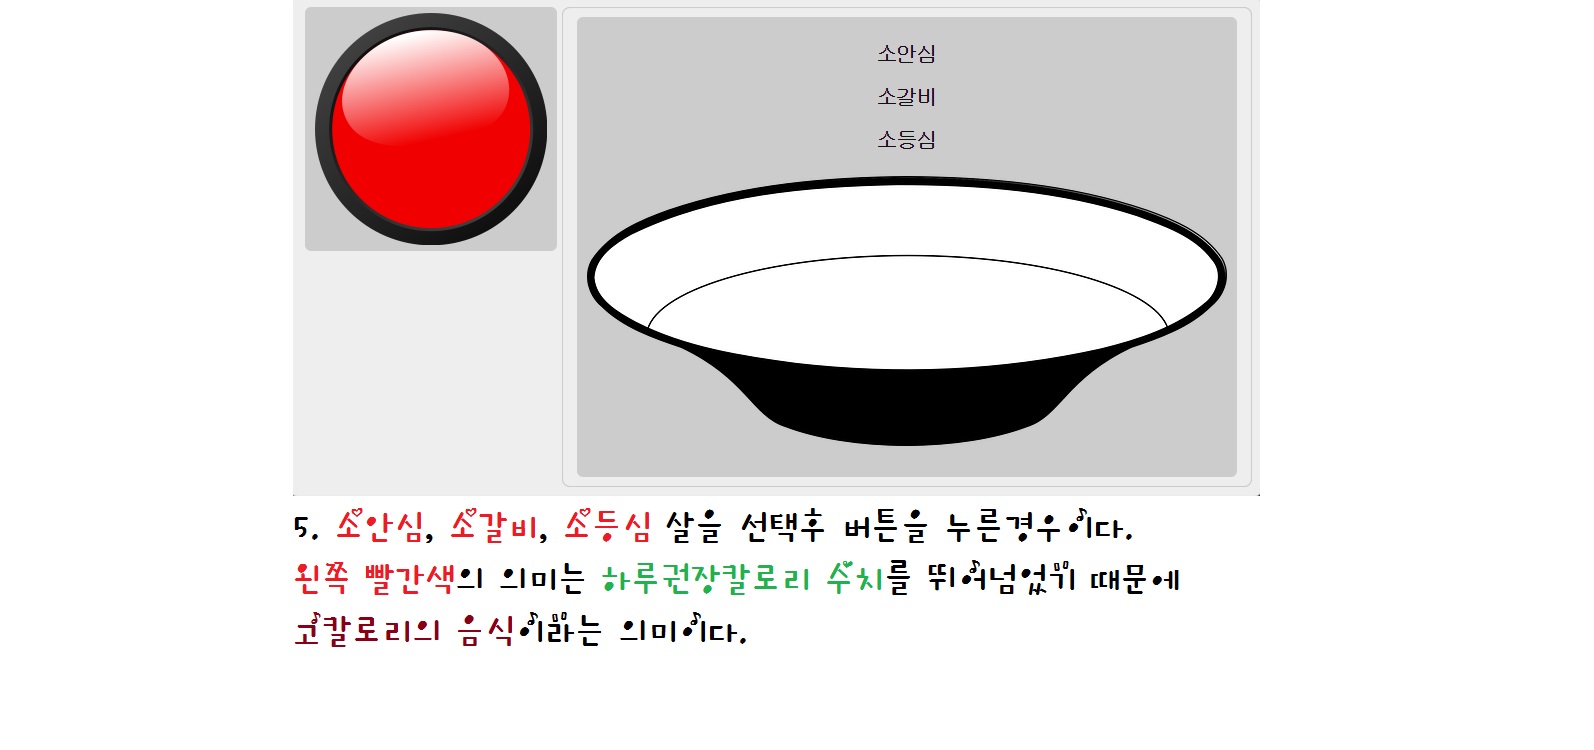 소안심
소갈비
소등심
5. 소안심, 소갈비, 소등심 살을 선택후 버튼을 누른경우이다.
왼쪽 빨간색의 의미는 하루권장칼로리 수치를 뛰어넘었기 때문에
고칼로리의 음식이라는 의미이다.